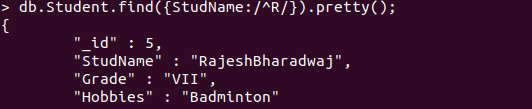 > db.Student.find({StudName:/^R/}).pretty();
{
        "_id" : 5,
        "StudName" : "RajeshBharadwaj",
        "Grade" : "VII",
        "Hobbies" : "Badminton"